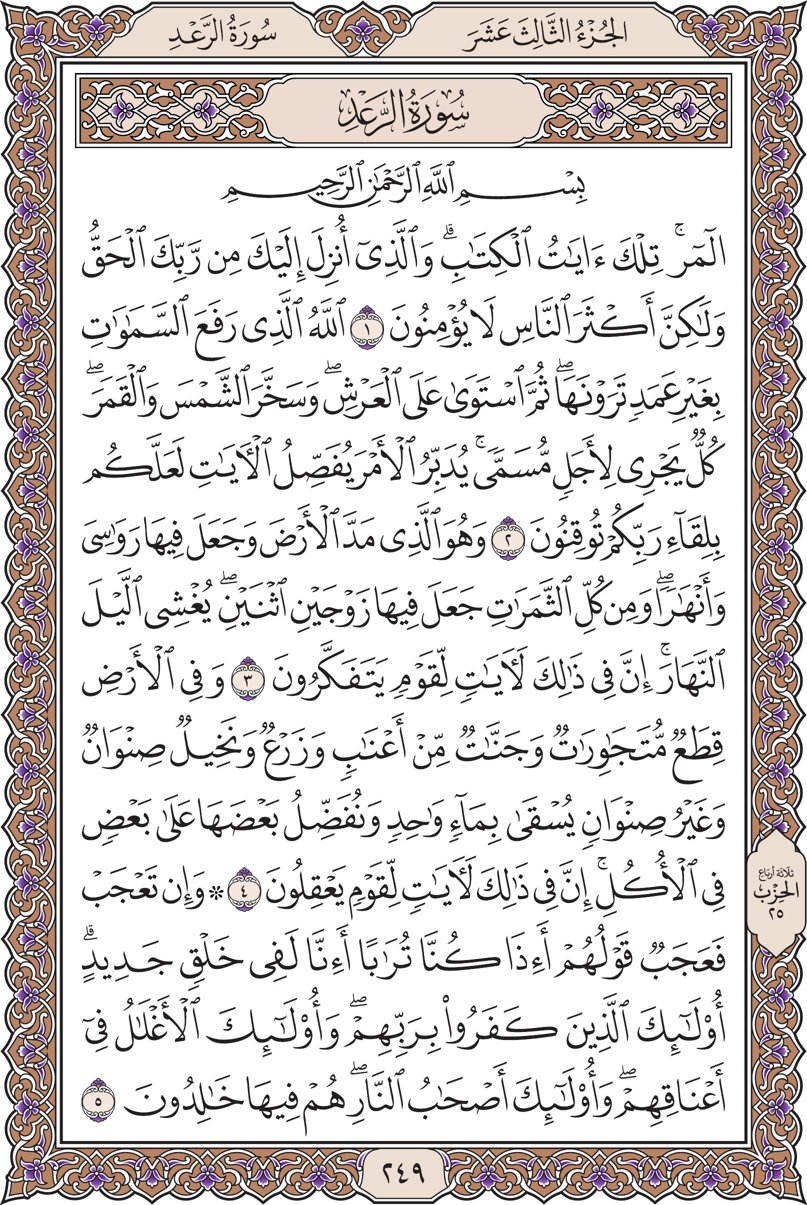 الجُزْءُ الثَّالِثَ عَشَرَ
سُورَةُ الرَّعْدِ
سُورَةُ الرَّعْدِ
بِسْمِ ٱللَّهِ ٱلرَّحْمَٰنِ ٱلرَّحِيمِ
الٓمٓرۚ تِلْكَ ءَايَٰتُ ٱلْكِتَٰبِۗ وَٱلَّذِىٓ أُنزِلَ إِلَيْكَ مِن رَّبِّكَ ٱلْحَقُّ
وَلَٰكِنَّ أَكْثَرَ ٱلنَّاسِ لَا يُؤْمِنُونَ ١ ٱللَّهُ ٱلَّذِى رَفَعَ ٱلسَّمَٰوَٰتِ
بِغَيْرِ عَمَدٍ تَرَوْنَهَاۖ ثُمَّ ٱسْتَوَىٰ عَلَى ٱلْعَرْشِۖ وَسَخَّرَ ٱلشَّمْسَ وَٱلْقَمَرَۖ
كُلٌّ يَجْرِى لِأَجَلٍ مُّسَمًّىۚ يُدَبِّرُ ٱلْأَمْرَ يُفَصِّلُ ٱلْءَايَٰتِ لَعَلَّكُم
بِلِقَآءِ رَبِّكُمْ تُوقِنُونَ ٢ وَهُوَ ٱلَّذِى مَدَّ ٱلْأَرْضَ وَجَعَلَ فِيهَا رَوَٰسِىَ
وَأَنْهَٰرًاۖ وَمِن كُلِّ ٱلثَّمَرَٰتِ جَعَلَ فِيهَا زَوْجَيْنِ ٱثْنَيْنِۖ يُغْشِى ٱلَّيْلَ
ٱلنَّهَارَۚ إِنَّ فِى ذَٰلِكَ لَءَايَٰتٍ لِّقَوْمٍ يَتَفَكَّرُونَ ٣ وَفِى ٱلْأَرْضِ
قِطَعٌ مُّتَجَٰوِرَٰتٌ وَجَنَّٰتٌ مِّنْ أَعْنَٰبٍ وَزَرْعٌ وَنَخِيلٌ صِنْوَانٌ
وَغَيْرُ صِنْوَانٍ يُسْقَىٰ بِمَآءٍ وَٰحِدٍ وَنُفَضِّلُ بَعْضَهَا عَلَىٰ بَعْضٍ
فِى ٱلْأُكُلِۚ إِنَّ فِى ذَٰلِكَ لَءَايَٰتٍ لِّقَوْمٍ يَعْقِلُونَ ٤ * وَإِن تَعْجَبْ
ثلاثة أرباع
الحِزْب
٢٥
فَعَجَبٌ قَوْلُهُمْ أَءِذَا كُنَّا تُرَٰبًا أَءِنَّا لَفِى خَلْقٍ جَدِيدٍۗ
أُو۟لَٰٓئِكَ ٱلَّذِينَ كَفَرُوا۟ بِرَبِّهِمْۖ وَأُو۟لَٰٓئِكَ ٱلْأَغْلَٰلُ فِىٓ
أَعْنَاقِهِمْۖ وَأُو۟لَٰٓئِكَ أَصْحَٰبُ ٱلنَّارِۖ هُمْ فِيهَا خَٰلِدُونَ ٥
٢٤٩